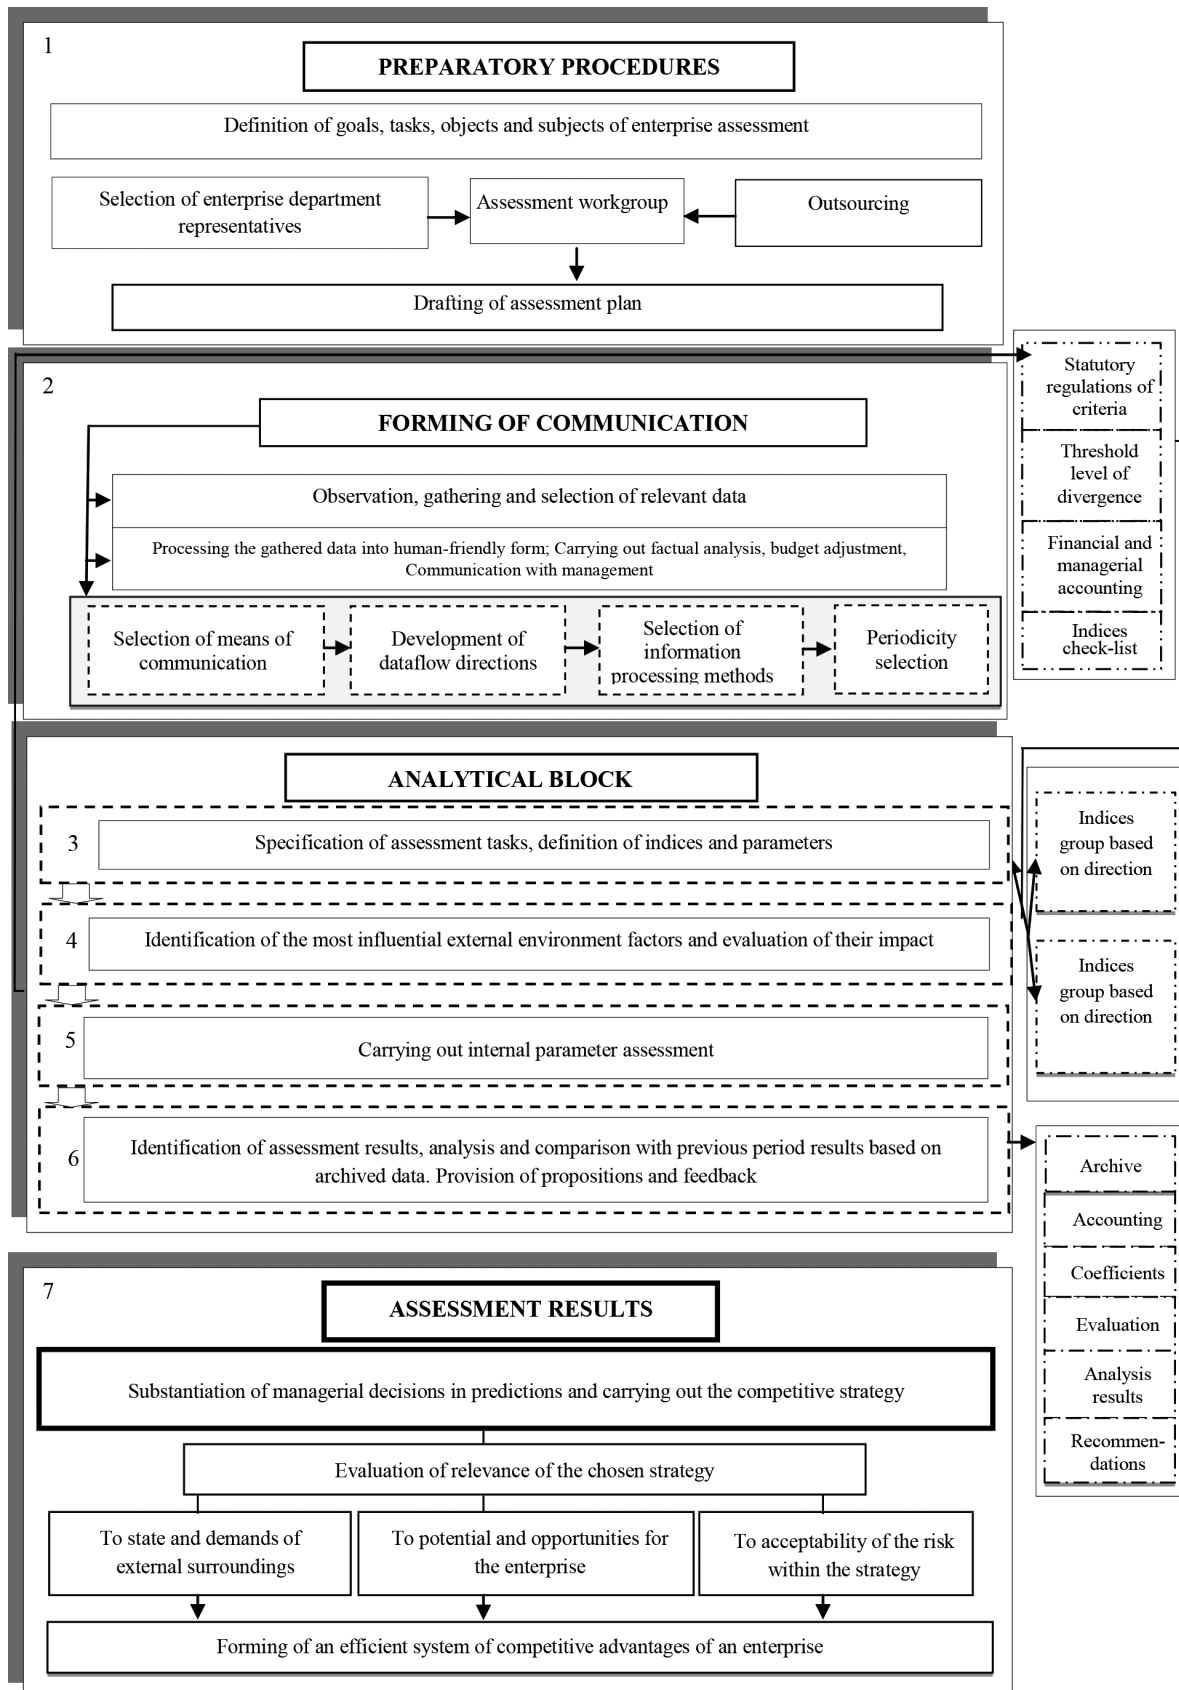 1
PREPARATORY PROCEDURES
Definition of goals, tasks, objects and subjects of enterprise assessment
Selection of enterprise department
representatives
Assessment workgroup
Outsourcing
Drafting of assessment plan
2
FORMING OF COMMUNICATION
Observation, gathering and selection of relevant data
Processing the gathered data into human-friendly form; Carrying out factual analysis, budget adjustment,
Communication with management
Selection of means of
communication
Development of
dataflow directions
Selection of
information
processing methods
Periodicity
selection
Statutory
regulations of
criteria
Threshold
level of
divergence
Financial and
managerial
accounting
Indices
check-list
ANALYTICAL BLOCK
3
Specification of assessment tasks, definition of indices and parameters
4
Identification of the most influential external environment factors and evaluation of their impact
5
Carrying out internal parameter assessment
6
Identification of assessment results, analysis and comparison with previous period results based on
archived data. Provision of propositions and feedback
Indices
group based
on direction
Indices
group based
on direction
Archive
Accounting
Coefficients
Evaluation
Analysis
results
Recommen-
dations
7
ASSESSMENT RESULTS
Substantiation of managerial decisions in predictions and carrying out the competitive strategy
Evaluation of relevance of the chosen strategy
To state and demands of
external surroundings
To potential and opportunities for
the enterprise
To acceptability of the risk
within the strategy
Forming of an efficient system of competitive advantages of an enterprise